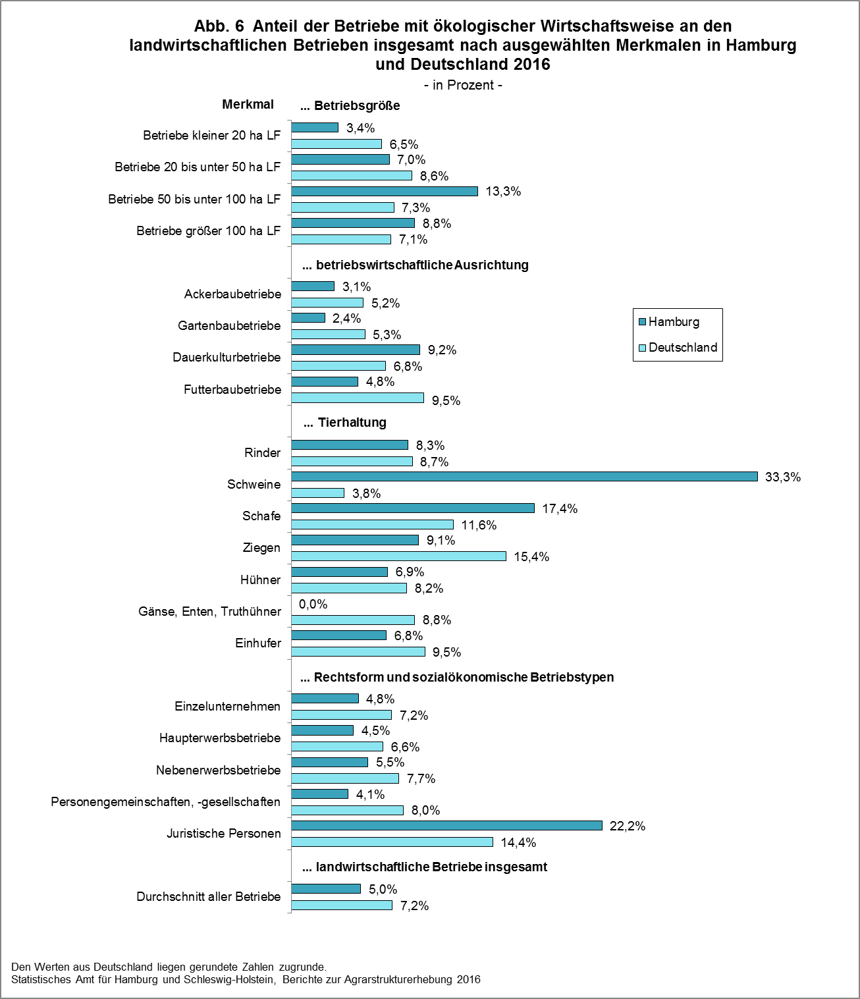 Abb. 6 Anteil der Betriebe mit ökologischer Wirtschaftsweise an den
landwirtschaftlichen Betrieben insgesamt nach ausgewählten Merkmalen in Hamburg
und Deutschland 2016
- in Prozent -
Merkmal
... Betriebsgröße
Betriebe kleiner 20 ha LF
3,4%
6,5%
Betriebe 20 bis unter 50 ha LF
7,0%
8,6%
Betriebe 50 bis unter 100 ha LF
13,3%
7,3%
Betriebe größer 100 ha LF
8,8%
7,1%
... betriebswirtschaftliche Ausrichtung
Ackerbaubetriebe
3,1%
5,2%
Gartenbaubetriebe
2,4%
5,3%
Dauerkulturbetriebe
9,2%
6,8%
Futterbaubetriebe
4,8%
9,5%
Hamburg
Deutschland
... Tierhaltung
Rinder
8,3%
8,7%
Schweine
33,3%
3,8%
Schafe
17,4%
11,6%
Ziegen
9,1%
15,4%
Hühner
6,9%
8,2%
Gänse, Enten, Truthühner
0,0%
8,8%
Einhufer
6,8%
9,5%
... Rechtsform und sozialökonomische Betriebstypen
Einzelunternehmen
4,8%
7,2%
Haupterwerbsbetriebe
4,5%
6,6%
Nebenerwerbsbetriebe
5,5%
7,7%
Personengemeinschaften, -gesellschaften
4,1%
8,0%
Juristische Personen
22,2%
14,4%
... landwirtschaftliche Betriebe insgesamt
Durchschnitt aller Betriebe
5,0%
7,2%
Den Werten aus Deutschland liegen gerundete Zahlen zugrunde.
Statistisches Amt für Hamburg und Schleswig-Holstein, Berichte zur Agrarstrukturerhebung 2016